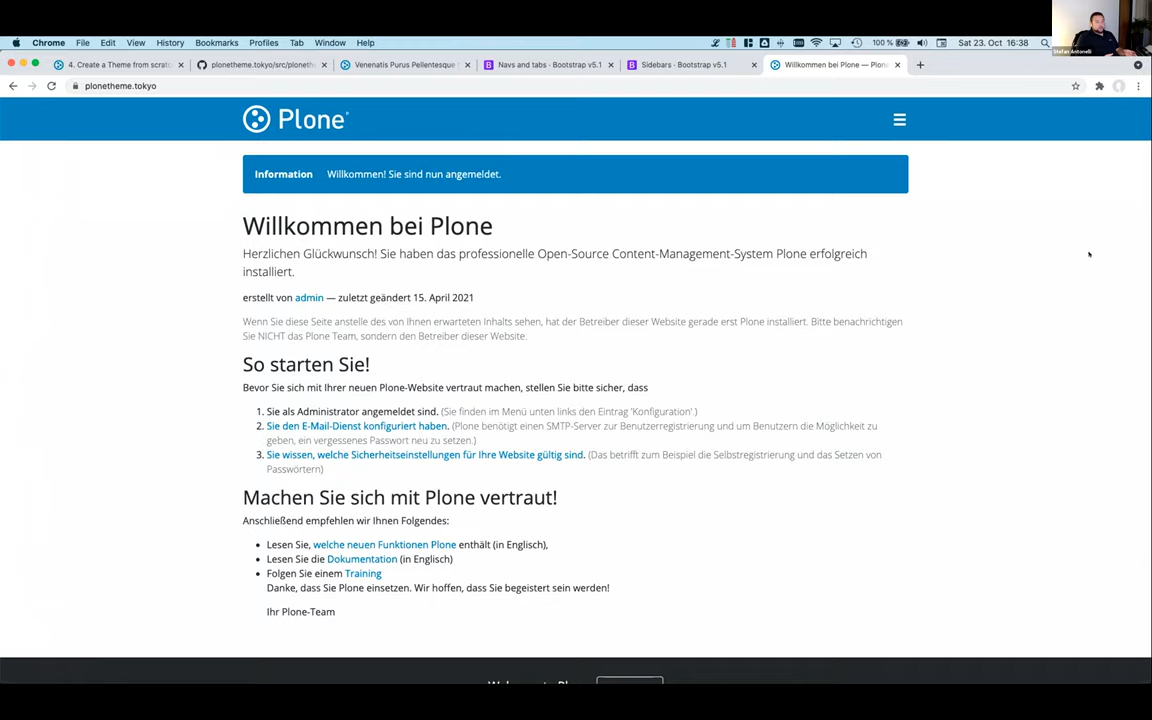 Stefan Antonelli
Chrome File Edit View History Bookmarks Profiles Tab Window Help 100 % Sat 23. Oct 16:38
4. Create a Theme from scrat
plonetheme.tokyo/src/ploneth
Venenatis Purus Pellentesque
Navs and tabs · Bootstrap v5.1
Sidebars · Bootstrap v5.1
Willkommen bei Plone — Plon
plonetheme.tokyo
Plone
Information Willkommen! Sie sind nun angemeldet.
Willkommen bei Plone
Herzlichen Glückwunsch! Sie haben das professionelle Open-Source Content-Management-System Plone erfolgreich
installiert.
erstellt von admin — zuletzt geändert 15. April 2021
Wenn Sie diese Seite anstelle des von Ihnen erwarteten Inhalts sehen, hat der Betreiber dieser Website gerade erst Plone installiert. Bitte benachrichtigen
Sie NICHT das Plone Team, sondern den Betreiber dieser Website.
So starten Sie!
Bevor Sie sich mit Ihrer neuen Plone-Website vertraut machen, stellen Sie bitte sicher, dass
1. Sie als Administrator angemeldet sind. (Sie finden im Menü unten links den Eintrag 'Konfiguration'.)
2. Sie den E-Mail-Dienst konfiguriert haben. (Plone benötigt einen SMTP-Server zur Benutzerregistrierung und um Benutzern die Möglichkeit zu
geben, ein vergessenes Passwort neu zu setzen.)
3. Sie wissen, welche Sicherheitseinstellungen für Ihre Website gültig sind. (Das betrifft zum Beispiel die Selbstregistrierung und das Setzen von
Passwörtern)
Machen Sie sich mit Plone vertraut!
Anschließend empfehlen wir Ihnen Folgendes:
• Lesen Sie, welche neuen Funktionen Plone enthält (in Englisch),
• Lesen Sie die Dokumentation (in Englisch)
• Folgen Sie einem Training
Danke, dass Sie Plone einsetzen. Wir hoffen, dass Sie begeistert sein werden!
Ihr Plone-Team